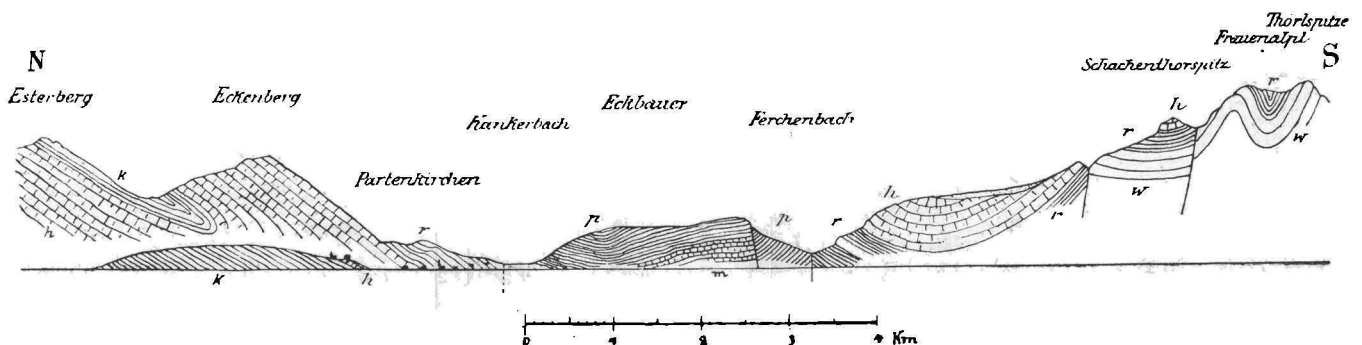 N
S
Esterberg
Eckenberg
Partenkirchen
Kankerbach
Eckbauer
Ferchenbach
Schachenthorspitz
Frauenalpl
Thorlspitze
k
h
k
h
r
p
m
p
r
h
r
r
h
w
r
w
0 1 2 3 4 Km